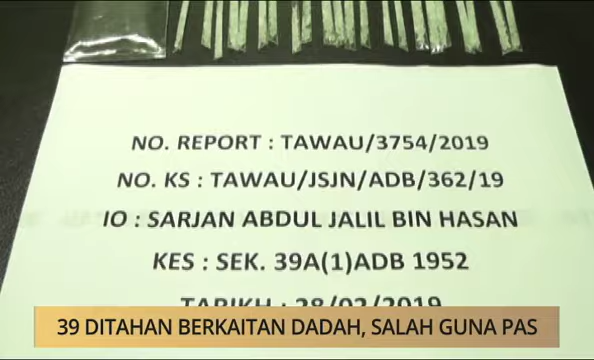 NO. REPORT : TAWAU/3754/2019
NO. KS : TAWAU/JSJN/ADB/362/19
IO : SARJAN ABDUL JALIL BIN HASAN
KES : SEK. 39A(1)ADB 1952
TARIKH : 28/02/2019
39 DITAHAN BERKAITAN DADAH, SALAH GUNA PAS